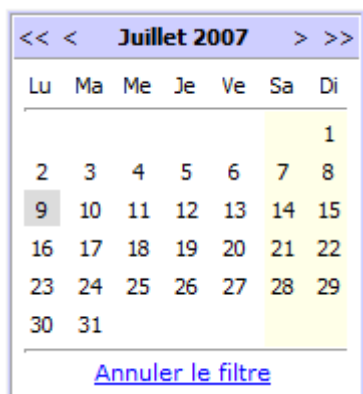 << < Juillet 2007 > >>
Lu Ma Me Je Ve Sa Di
1
2 3 4 5 6 7 8
9 10 11 12 13 14 15
16 17 18 19 20 21 22
23 24 25 26 27 28 29
30 31
Annuler le filtre